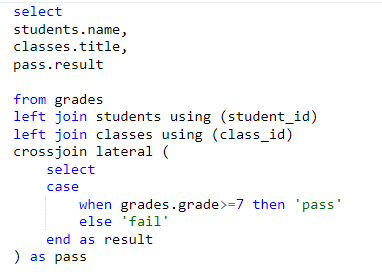 select
students.name,
classes.title,
pass.result
from grades
left join students using (student_id)
left join classes using (class_id)
crossjoin lateral (
select
case
when grades.grade>=7 then 'pass'
else 'fail'
end as result
) as pass